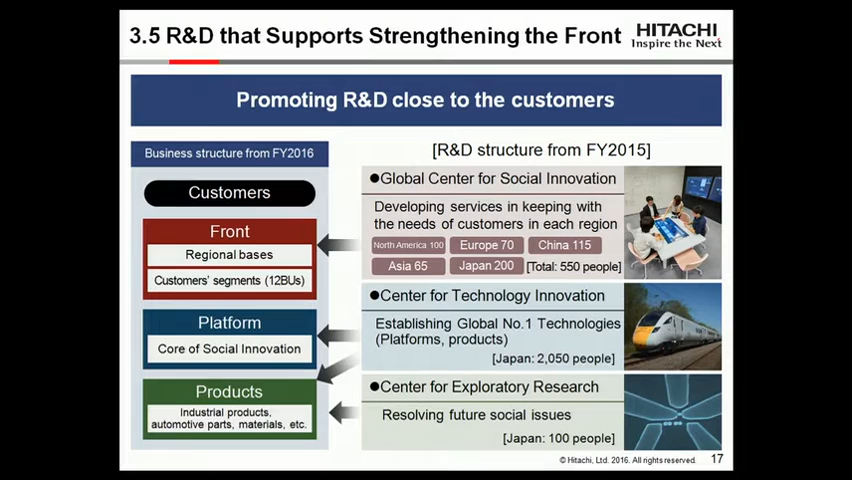 3.5 R&D that Supports Strengthening the Front
HITACHI
Inspire the Next
Promoting R&D close to the customers
Business structure from FY2016
Customers
Front
Regional bases
Customers' segments (12BUs)
Platform
Core of Social Innovation
Products
Industrial products,
automotive parts, materials, etc.
[R&D structure from FY2015]
●Global Center for Social Innovation
Developing services in keeping with
the needs of customers in each region
North America 100
Europe 70
China 115
Asia 65
Japan 200
[Total: 550 people]
●Center for Technology Innovation
Establishing Global No.1 Technologies
(Platforms, products)
[Japan: 2,050 people]
●Center for Exploratory Research
Resolving future social issues
[Japan: 100 people]
© Hitachi, Ltd. 2016. All rights reserved.
17